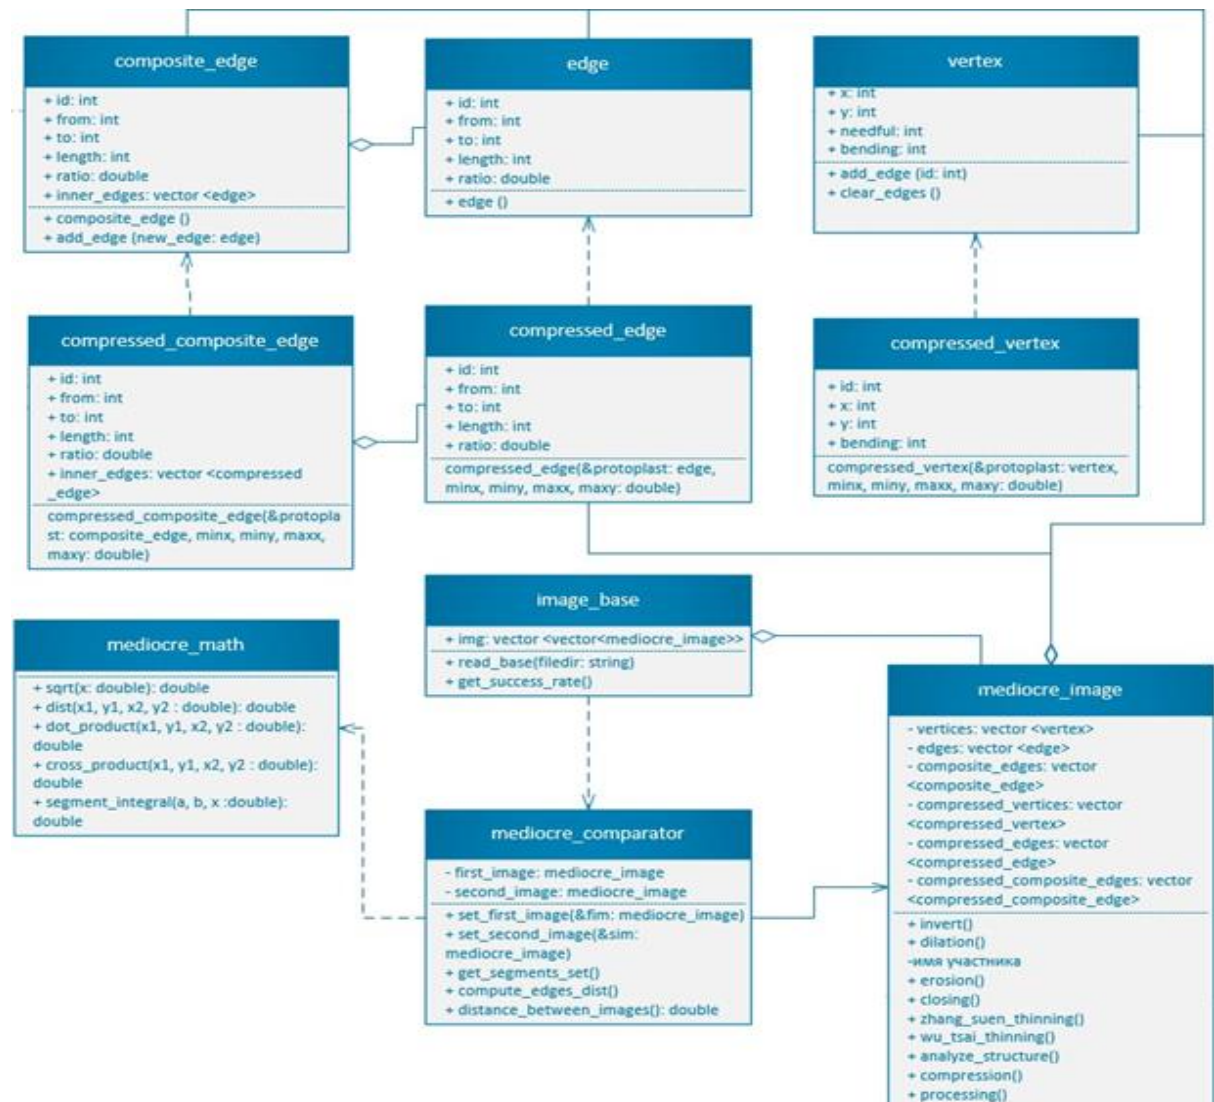 composite_edge
+ id: int
+ from: int
+ to: int
+ length: int
+ ratio: double
+ inner_edges: vector <edge>
+ composite_edge ()
+ add_edge (new_edge: edge)
edge
+ id: int
+ from: int
+ to: int
+ length: int
+ ratio: double
+ edge ()
vertex
+ x: int
+ y: int
+ needful: int
+ bending: int
+ add_edge (id: int)
+ clear_edges ()
compressed_composite_edge
+ id: int
+ from: int
+ to: int
+ length: int
+ ratio: double
+ inner_edges: vector <compressed
_edge>
compressed_composite_edge(&protopla
st: composite_edge, minx, miny, maxx,
maxy: double)
compressed_edge
+ id: int
+ from: int
+ to: int
+ length: int
+ ratio: double
compressed_edge(&protoplast: edge,
minx, miny, maxx, maxy: double)
compressed_vertex
+ id: int
+ x: int
+ y: int
+ bending: int
compressed_vertex(&protoplast: vertex,
minx, miny, maxx, maxy: double)
image_base
+ img: vector <vector<mediocre_image>>
+ read_base(filedir: string)
+ get_success_rate()
mediocre_math
+ sqrt(x: double): double
+ dist(x1, y1, x2, y2 : double): double
+ dot_product(x1, y1, x2, y2 : double):
double
+ cross_product(x1, y1, x2, y2 : double):
double
+ segment_integral(a, b, x :double):
double
mediocre_comparator
- first_image: mediocre_image
- second_image: mediocre_image
+ set_first_image(&fim: mediocre_image)
+ set_second_image(&sim:
mediocre_image)
+ get_segments_set()
+ compute_edges_dist()
+ distance_between_images(): double
mediocre_image
- vertices: vector <vertex>
- edges: vector <edge>
- composite_edges: vector
<composite_edge>
- compressed_vertices: vector
<compressed_vertex>
- compressed_edges: vector
<compressed_edge>
- compressed_composite_edges: vector
<compressed_composite_edge>
+ invert()
+ dilation()
-имя участника
+ erosion()
+ closing()
+ zhang_suen_thinning()
+ wu_tsai_thinning()
+ analyze_structure()
+ compression()
+ processing()